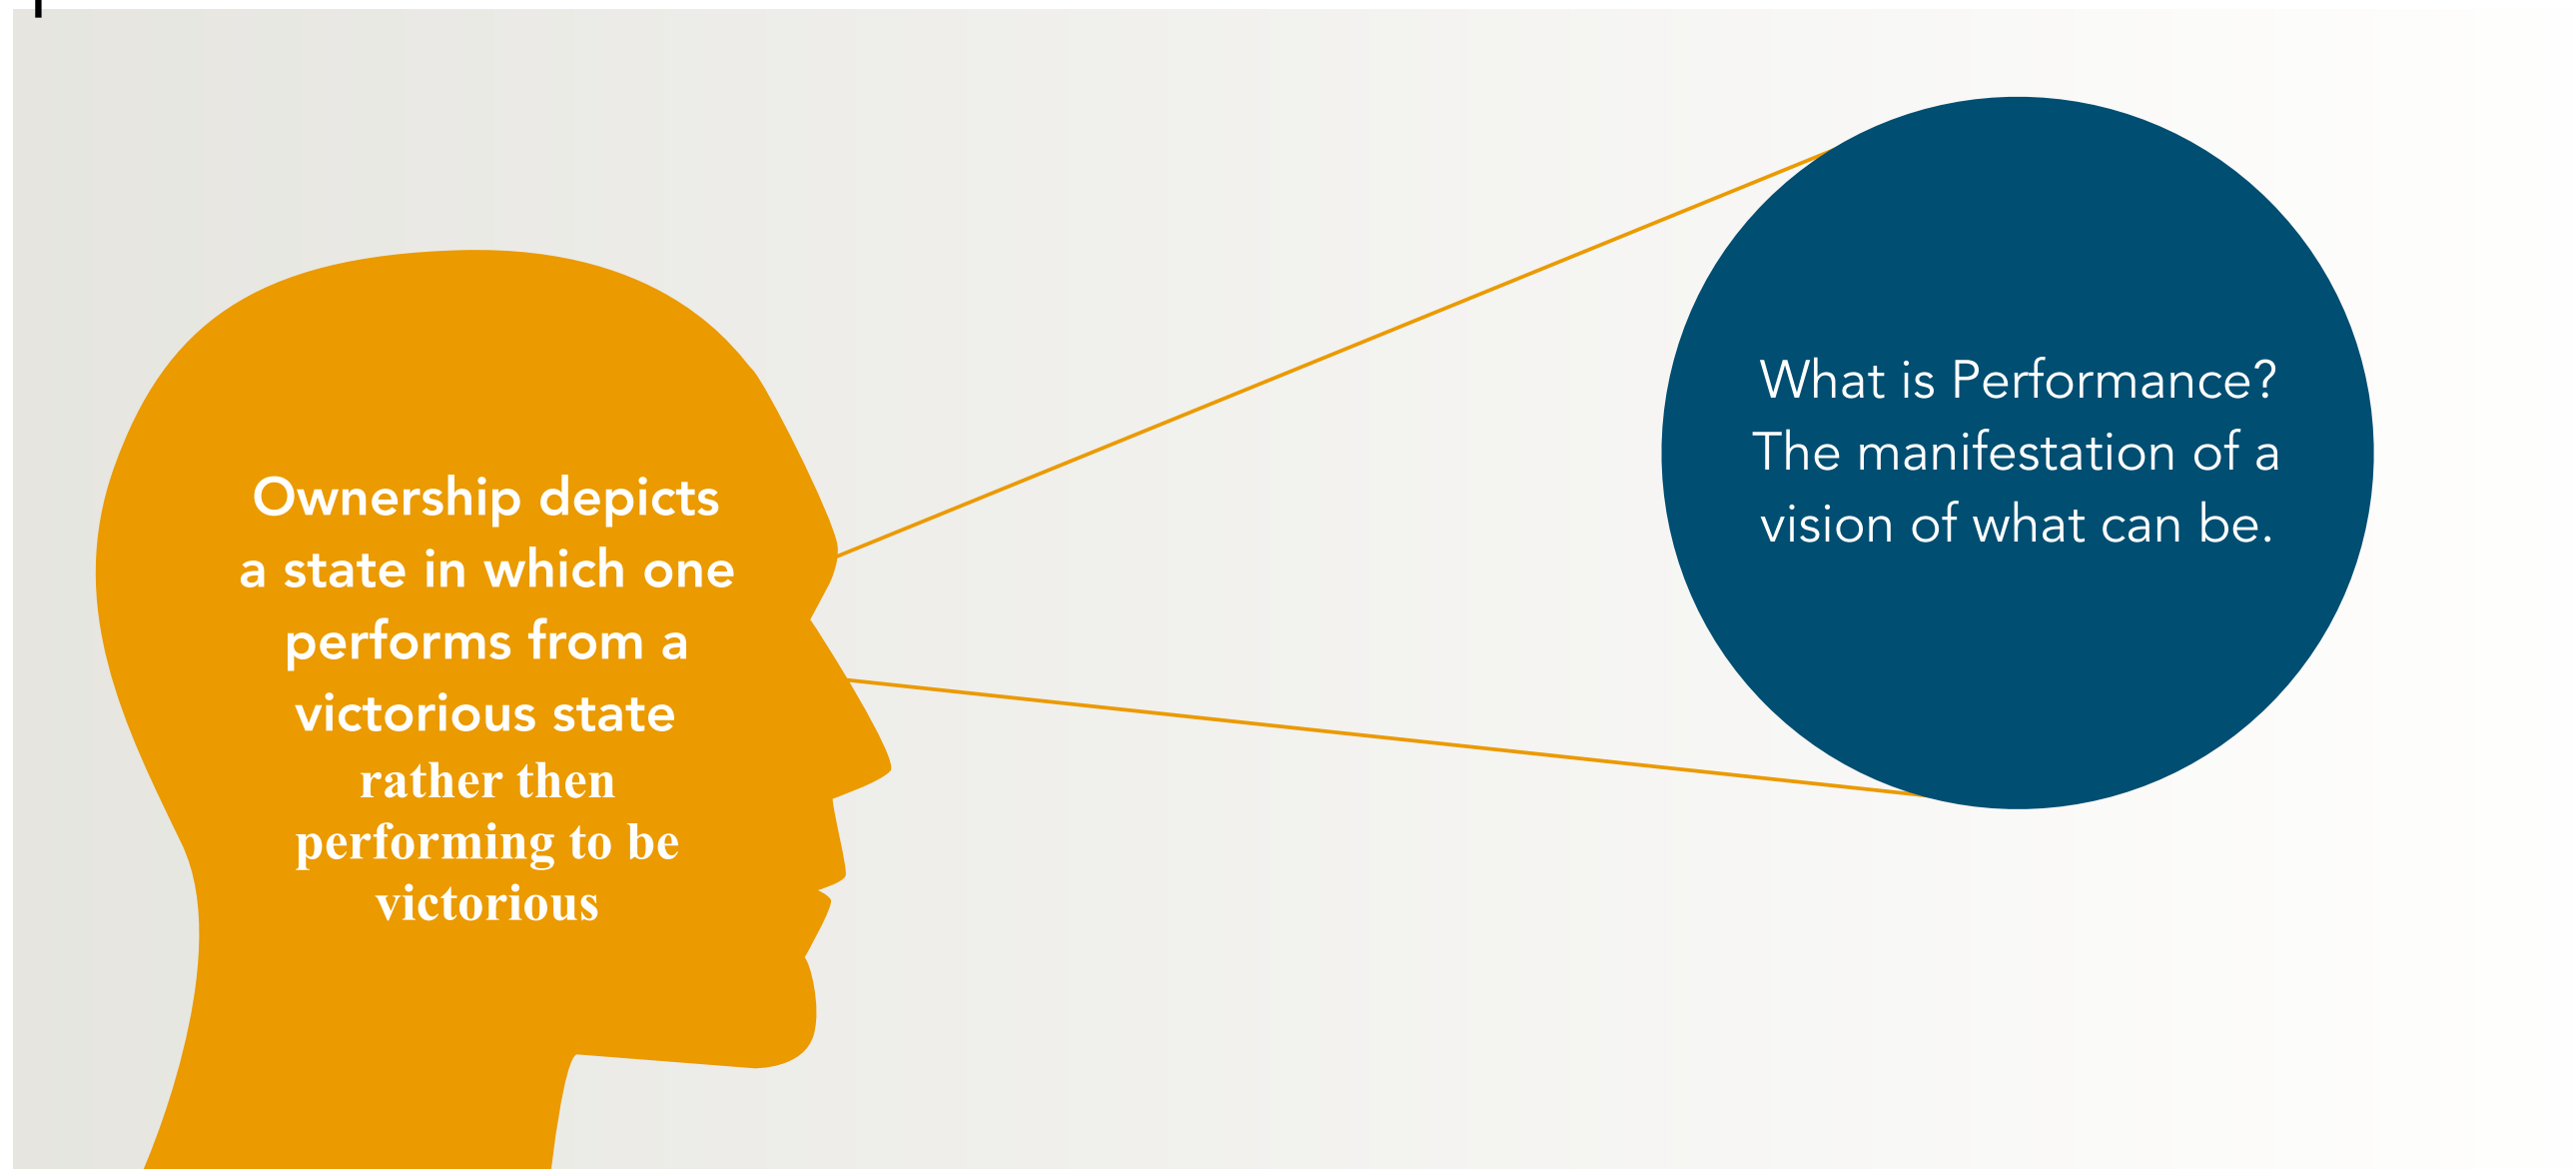 Ownership depicts
a state in which one
performs from a
victorious state
rather then
performing to be
victorious
What is Performance?
The manifestation of a
vision of what can be.